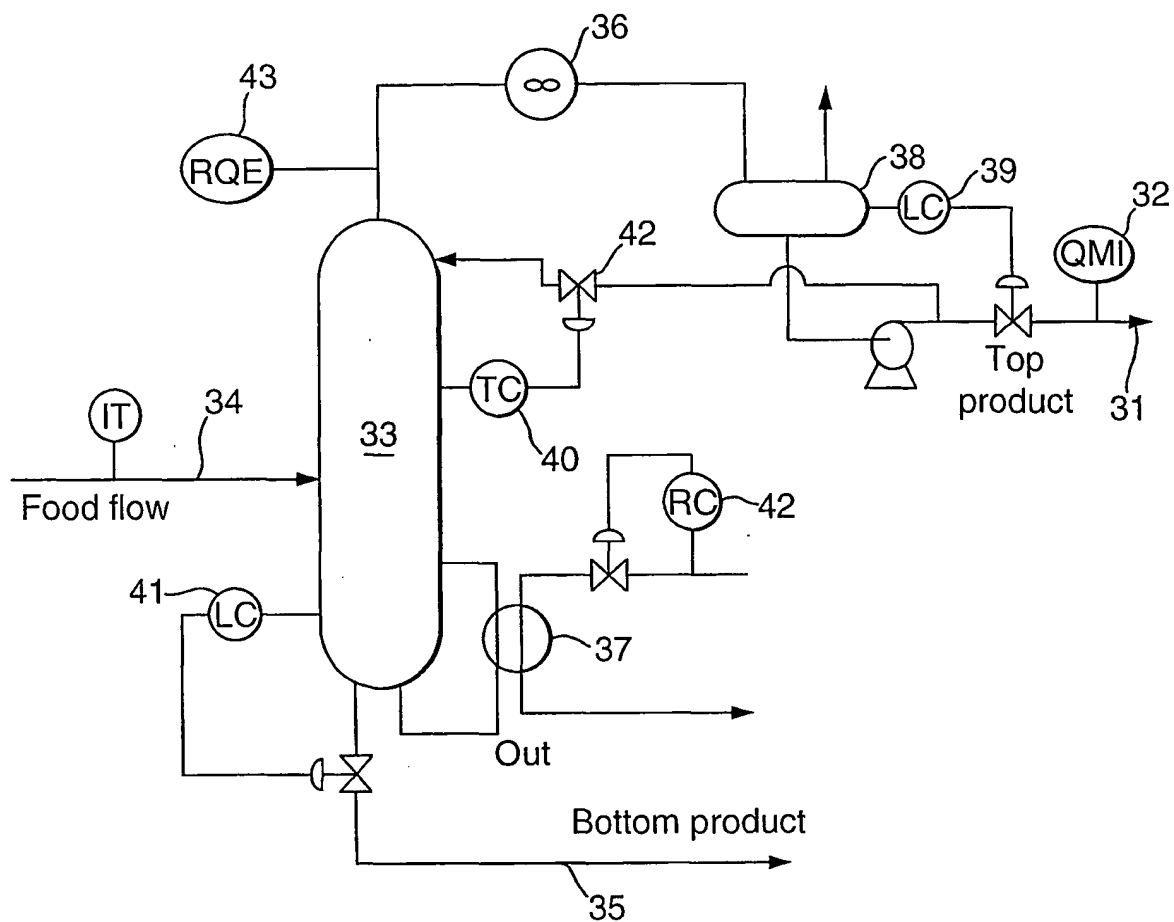 36
43
RQE
38
39
LC
32
QMI
42
Top
product
31
TC
40
IT
34
33
Food flow
RC
42
41
LC
37
Out
Bottom product
35